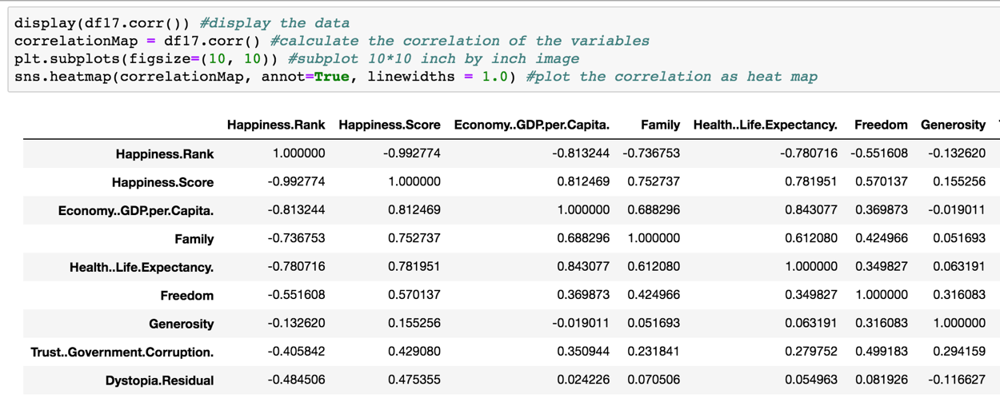 display(df17.corr()) #display the data
correlationMap = df17.corr() #calculate the correlation of the variables
plt.subplots(figsize=(10, 10)) #subplot 10*10 inch by inch image
sns.heatmap(correlationMap, annot=True, linewidths = 1.0) #plot the correlation as heat map
Happiness.Rank Happiness.Score Economy..GDP.per.Capita. Family Health..Life.Expectancy. Freedom Generosity
Happiness.Rank 1.000000 -0.992774 -0.813244 -0.736753 -0.780716 -0.551608 -0.132620
Happiness.Score -0.992774 1.000000 0.812469 0.752737 0.781951 0.570137 0.155256
Economy..GDP.per.Capita. -0.813244 0.812469 1.000000 0.688296 0.843077 0.369873 -0.019011
Family -0.736753 0.752737 0.688296 1.000000 0.612080 0.424966 0.051693
Health..Life.Expectancy. -0.780716 0.781951 0.843077 0.612080 1.000000 0.349827 0.063191
Freedom -0.551608 0.570137 0.369873 0.424966 0.349827 1.000000 0.316083
Generosity -0.132620 0.155256 -0.019011 0.051693 0.063191 0.316083 1.000000
Trust..Government.Corruption. -0.405842 0.429080 0.350944 0.231841 0.279752 0.499183 0.294159
Dystopia.Residual -0.484506 0.475355 0.024226 0.070506 0.054963 0.081926 -0.116627